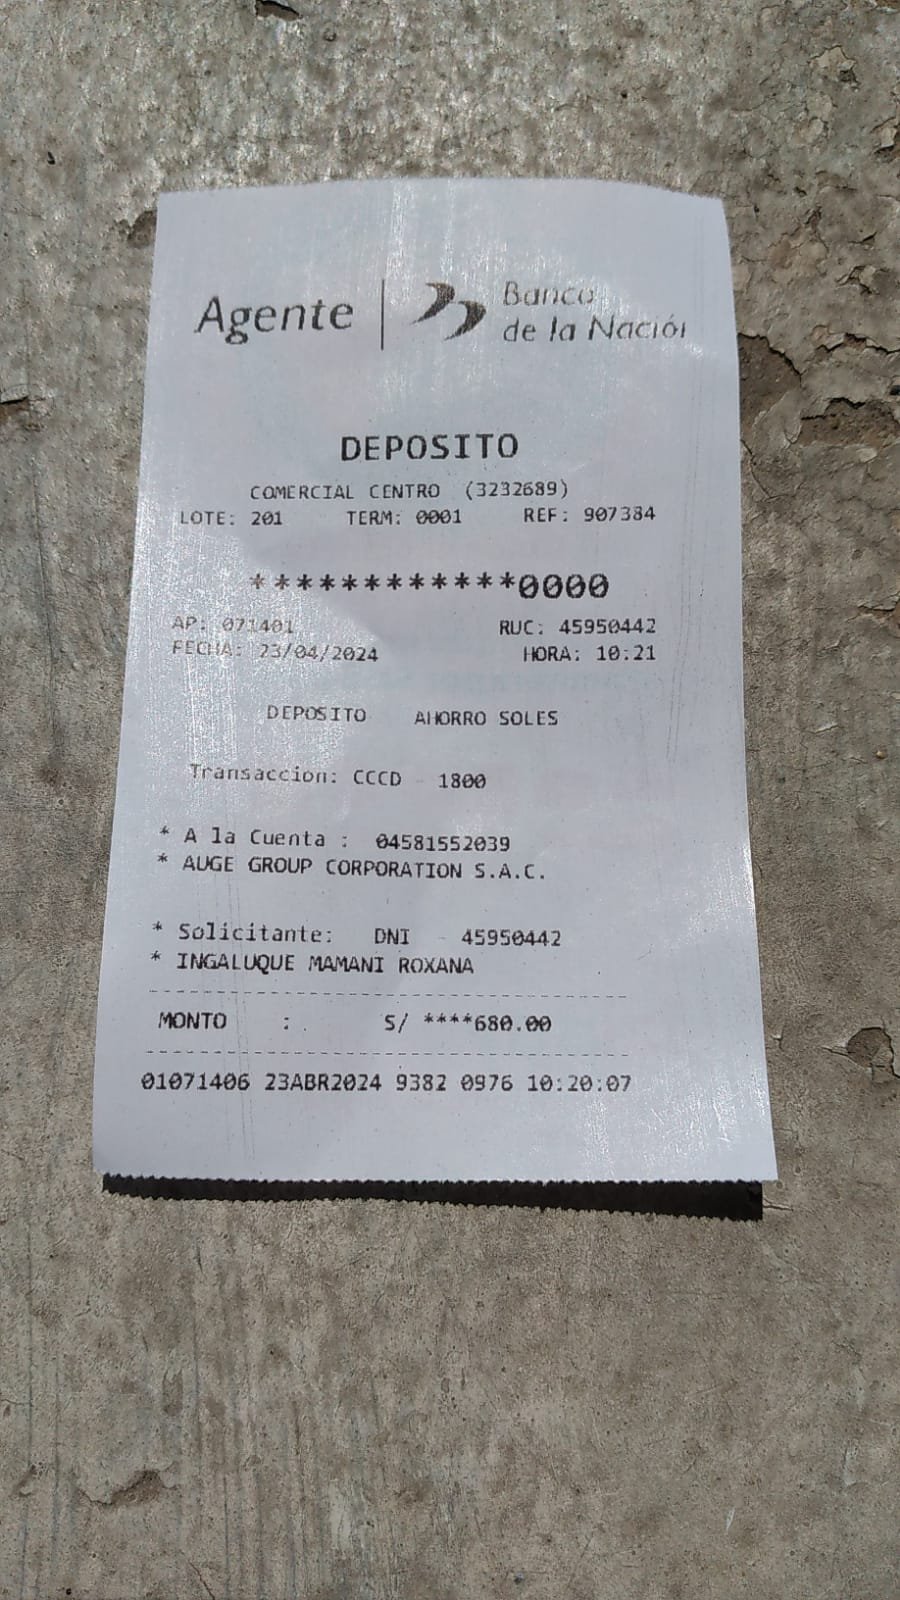 Agente
Banco
de la Nación
DEPOSITO
COMERCIAL CENTRO (3232689)
LOTE: 201 TERM: 0001 REF: 907384
************0000
AP: 071401 RUC: 45950442
FECHA: 23/04/2024 HORA: 10:21
DEPOSITO AHORRO SOLES
Transaccion: CCCD - 1800
* A la Cuenta : 04581552039
* AUGE GROUP CORPORATION S.A.C.
* Solicitante: DNI - 45950442
* INGALUQUE MAMANI ROXANA
MONTO : S/ ****680.00
01071406 23ABR2024 9382 0976 10:20:07